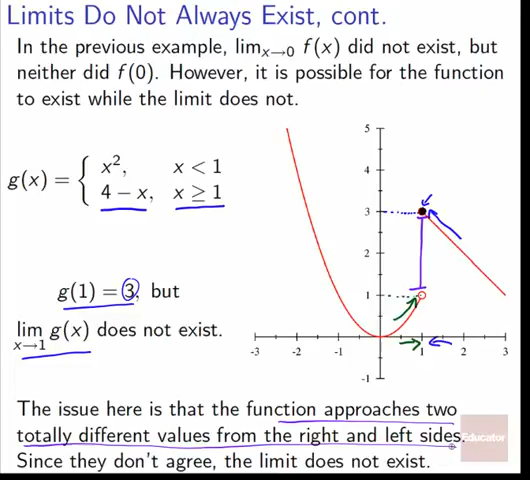 Limits Do Not Always Exist, cont.
In the previous example, lim_{x→0} f(x) did not exist, but
neither did f(0). However, it is possible for the function
to exist while the limit does not.
g(x) = { x², x < 1
4 − x, x ≥ 1
g(1) = 3, but
lim_{x→1} g(x) does not exist.
5
4
3
2
1
-3 -2 -1 1 2 3
-1
The issue here is that the function approaches two
totally different values from the right and left sides.
Educator
Since they don't agree, the limit does not exist.